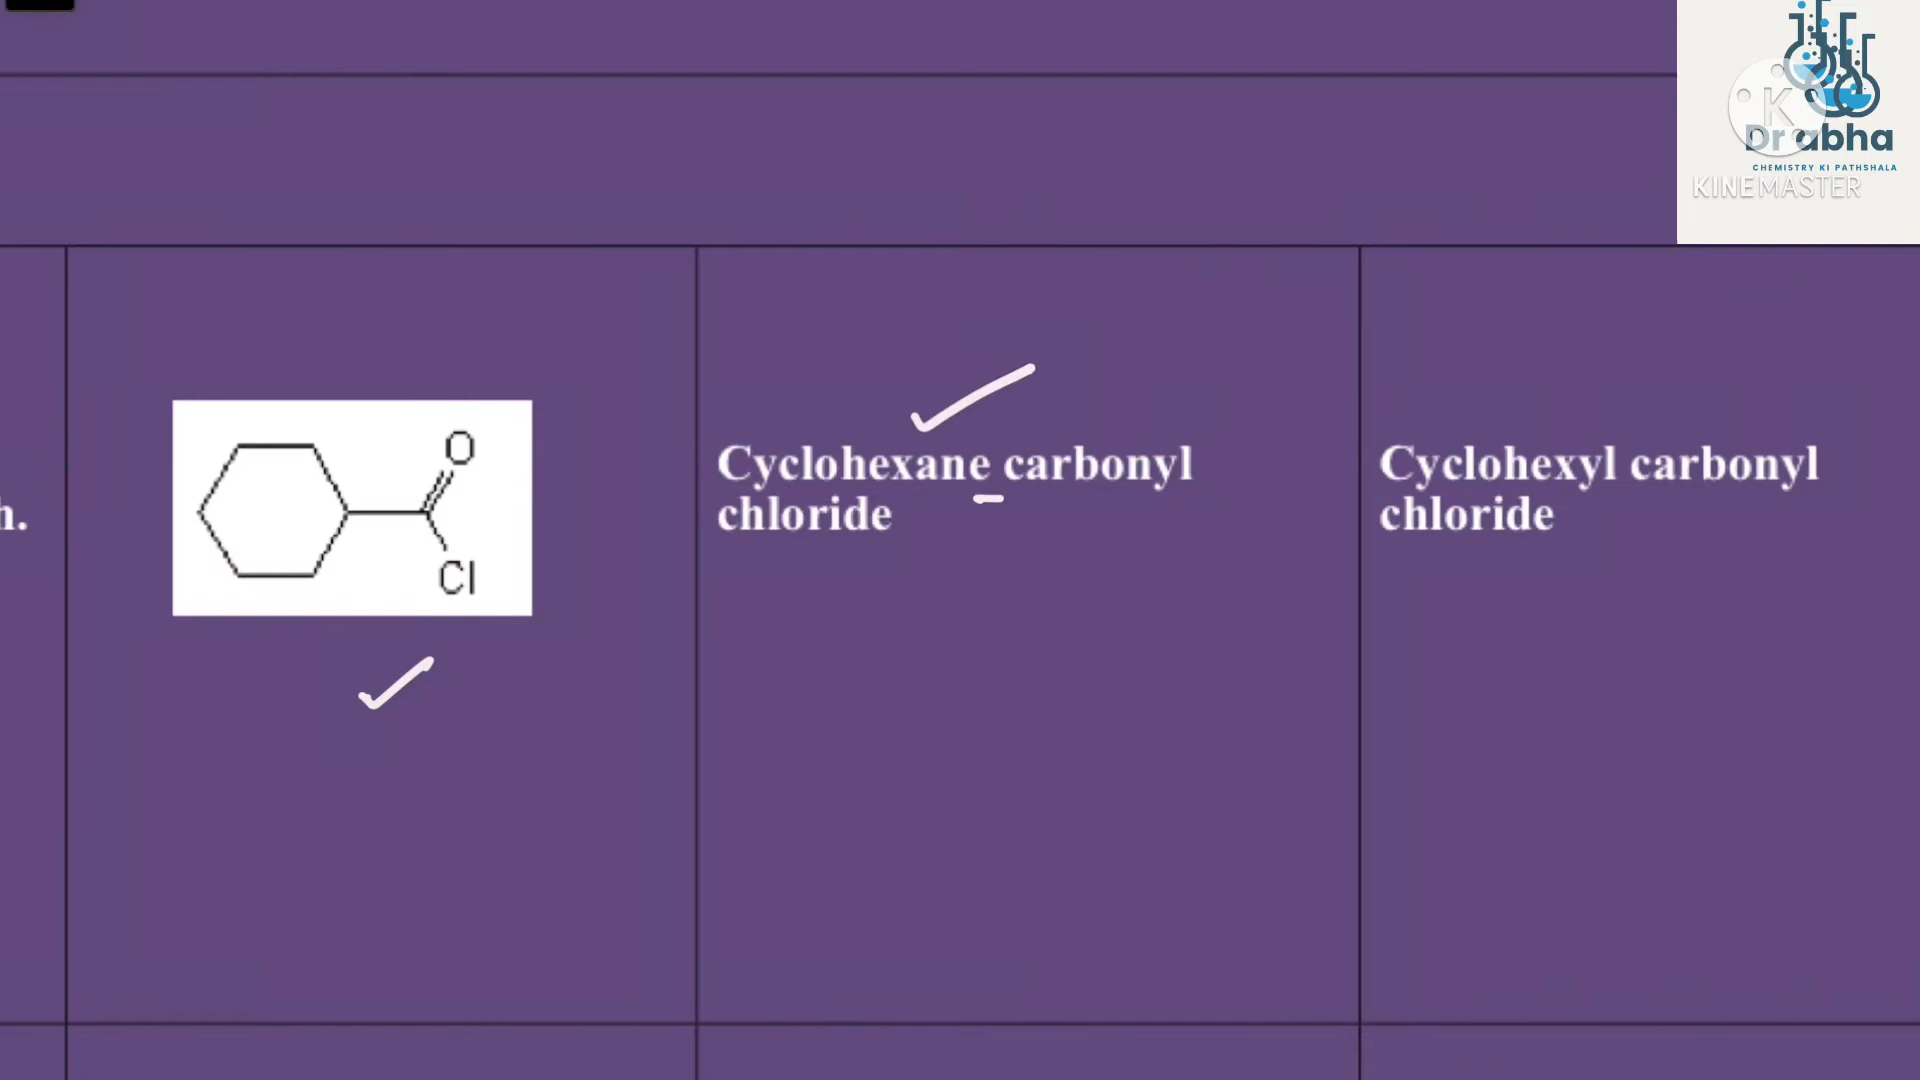 Dr abha
CHEMISTRY KI PATHSHALA
K
KINEMASTER
h.
O
Cl
Cyclohexane carbonyl
chloride
Cyclohexyl carbonyl
chloride